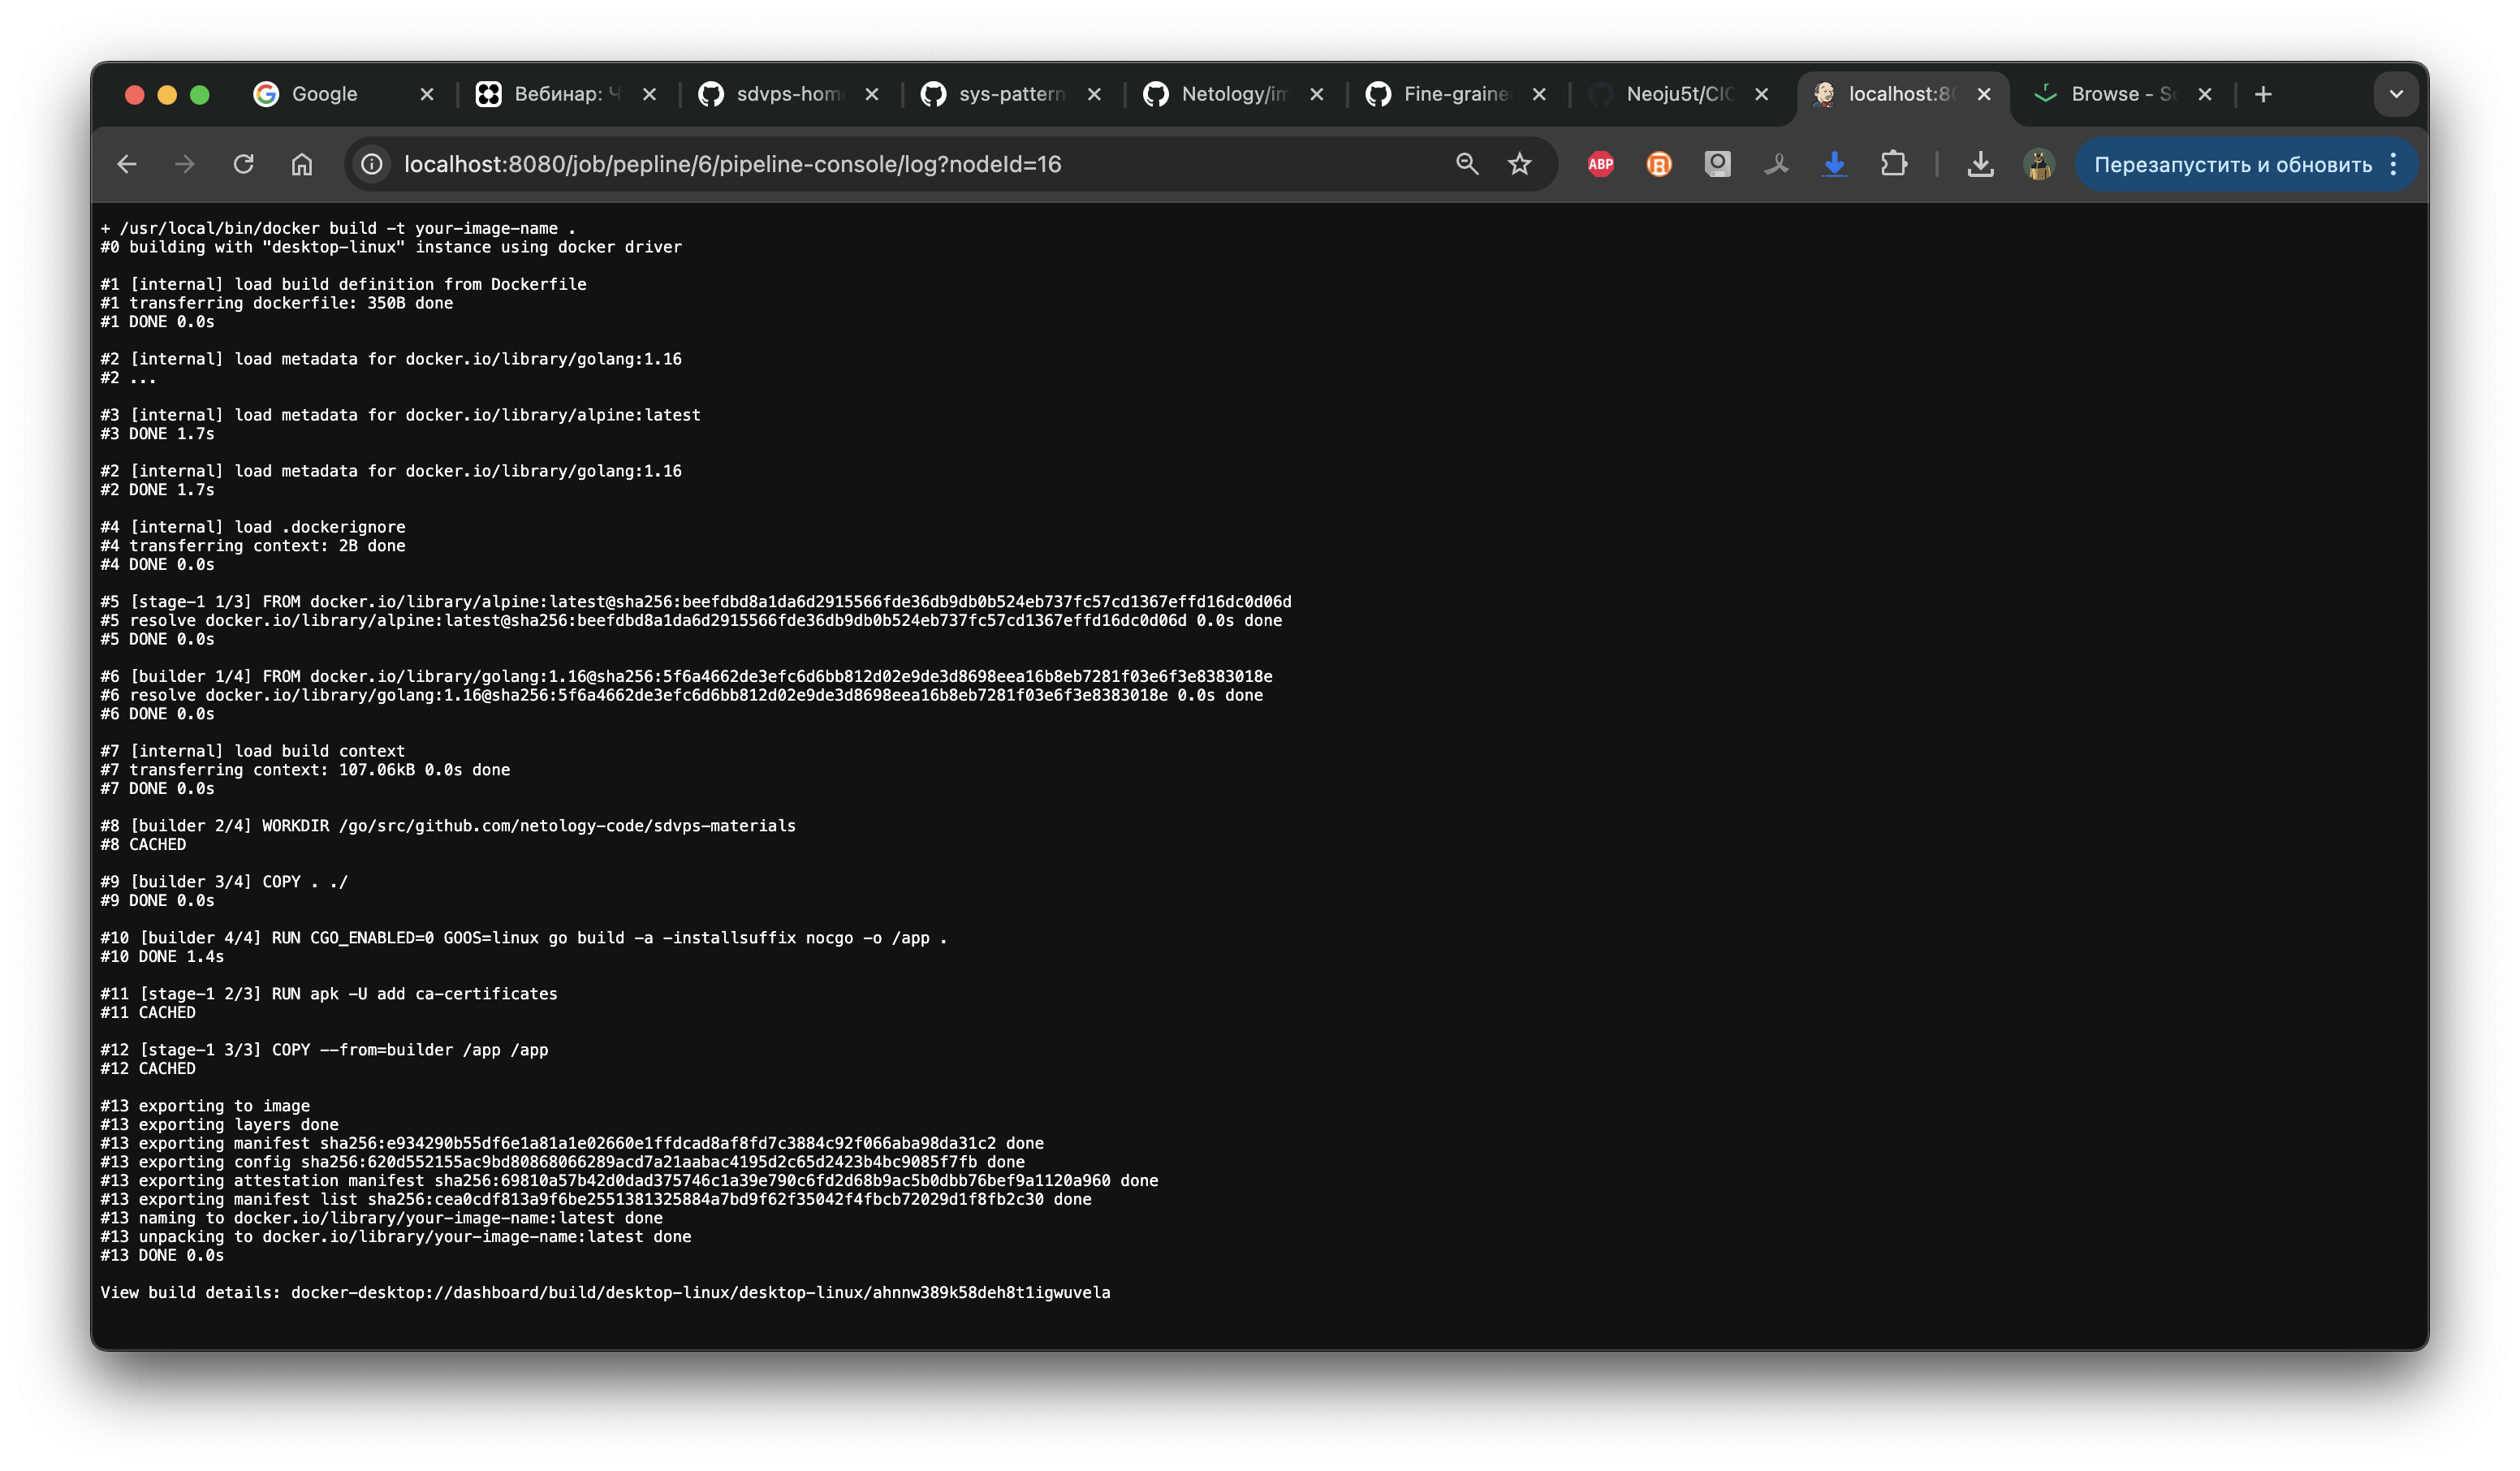 Google
Вебинар: Ч
sdvps-hom
sys-pattern
Netology/im
Fine-graine
Neoju5t/CIC
localhost:80
Browse - So
localhost:8080/job/pepline/6/pipeline-console/log?nodeId=16
ABP
Перезапустить и обновить
+ /usr/local/bin/docker build -t your-image-name .
#0 building with "desktop-linux" instance using docker driver
#1 [internal] load build definition from Dockerfile
#1 transferring dockerfile: 350B done
#1 DONE 0.0s
#2 [internal] load metadata for docker.io/library/golang:1.16
#2 ...
#3 [internal] load metadata for docker.io/library/alpine:latest
#3 DONE 1.7s
#2 [internal] load metadata for docker.io/library/golang:1.16
#2 DONE 1.7s
#4 [internal] load .dockerignore
#4 transferring context: 2B done
#4 DONE 0.0s
#5 [stage-1 1/3] FROM docker.io/library/alpine:latest@sha256:beefdbd8a1da6d2915566fde36db9db0b524eb737fc57cd1367effd16dc0d06d
#5 resolve docker.io/library/alpine:latest@sha256:beefdbd8a1da6d2915566fde36db9db0b524eb737fc57cd1367effd16dc0d06d 0.0s done
#5 DONE 0.0s
#6 [builder 1/4] FROM docker.io/library/golang:1.16@sha256:5f6a4662de3efc6d6bb812d02e9de3d8698eea16b8eb7281f03e6f3e8383018e
#6 resolve docker.io/library/golang:1.16@sha256:5f6a4662de3efc6d6bb812d02e9de3d8698eea16b8eb7281f03e6f3e8383018e 0.0s done
#6 DONE 0.0s
#7 [internal] load build context
#7 transferring context: 107.06kB 0.0s done
#7 DONE 0.0s
#8 [builder 2/4] WORKDIR /go/src/github.com/netology-code/sdvps-materials
#8 CACHED
#9 [builder 3/4] COPY . ./
#9 DONE 0.0s
#10 [builder 4/4] RUN CGO_ENABLED=0 GOOS=linux go build -a -installsuffix nocgo -o /app .
#10 DONE 1.4s
#11 [stage-1 2/3] RUN apk -U add ca-certificates
#11 CACHED
#12 [stage-1 3/3] COPY --from=builder /app /app
#12 CACHED
#13 exporting to image
#13 exporting layers done
#13 exporting manifest sha256:e934290b55df6e1a81a1e02660e1ffdcad8af8fd7c3884c92f066aba98da31c2 done
#13 exporting config sha256:620d552155ac9bd80868066289acd7a21aabac4195d2c65d2423b4bc9085f7fb done
#13 exporting attestation manifest sha256:69810a57b42d0dad375746c1a39e790c6fd2d68b9ac5b0dbb76bef9a1120a960 done
#13 exporting manifest list sha256:cea0cdf813a9f6be2551381325884a7bd9f62f35042f4fbcb72029d1f8fb2c30 done
#13 naming to docker.io/library/your-image-name:latest done
#13 unpacking to docker.io/library/your-image-name:latest done
#13 DONE 0.0s
View build details: docker-desktop://dashboard/build/desktop-linux/desktop-linux/ahnnw389k58deh8t1igwuvela